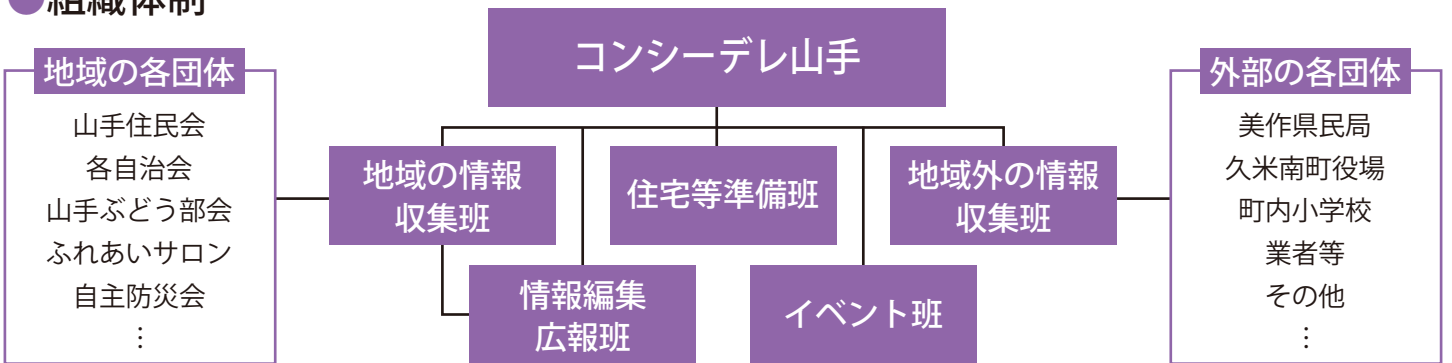 ●組織体制
コンシーデレ山手
地域の各団体
山手住民会
各自治会
山手ぶどう部会
ふれあいサロン
自主防災会
⋮
地域の情報
収集班
住宅等準備班
地域外の情報
収集班
情報編集
広報班
イベント班
外部の各団体
美作県民局
久米南町役場
町内小学校
業者等
その他
⋮